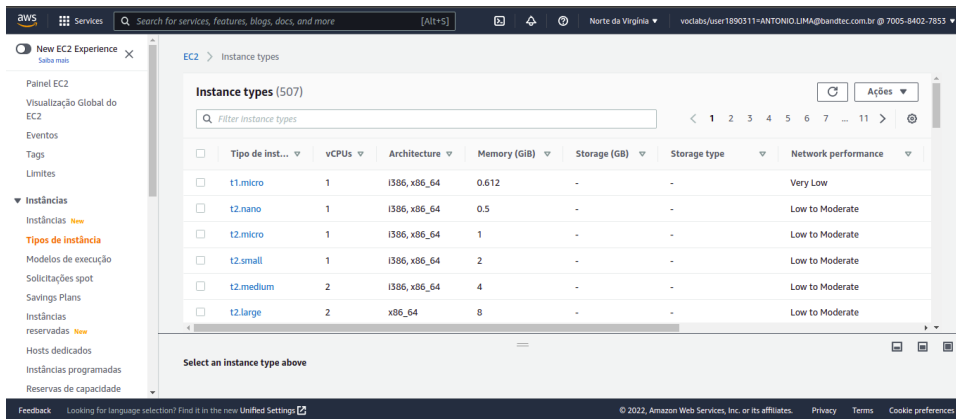 aws Services Search for services, features, blogs, docs, and more [Alt+S] Norte da Virgínia ▼ voclabs/user1890311=ANTONIO.LIMA@bandtec.com.br @ 7005-8402-7853 ▼
New EC2 Experience
Saiba mais
Painel EC2
Visualização Global do
EC2
Eventos
Tags
Limites
▼ Instâncias
Instâncias New
Tipos de instância
Modelos de execução
Solicitações spot
Savings Plans
Instâncias
reservadas New
Hosts dedicados
Instâncias programadas
Reservas de capacidade
EC2 > Instance types
Instance types (507)
Ações ▼
Filter instance types
< 1 2 3 4 5 6 7 ... 11 >
Tipo de inst... vCPUs Architecture Memory (GiB) Storage (GB) Storage type Network performance
t1.micro 1 i386, x86_64 0.612 - - Very Low
t2.nano 1 i386, x86_64 0.5 - - Low to Moderate
t2.micro 1 i386, x86_64 1 - - Low to Moderate
t2.small 1 i386, x86_64 2 - - Low to Moderate
t2.medium 2 i386, x86_64 4 - - Low to Moderate
t2.large 2 x86_64 8 - - Low to Moderate
Select an instance type above
Feedback Looking for language selection? Find it in the new Unified Settings © 2022, Amazon Web Services, Inc. or its affiliates. Privacy Terms Cookie preferences